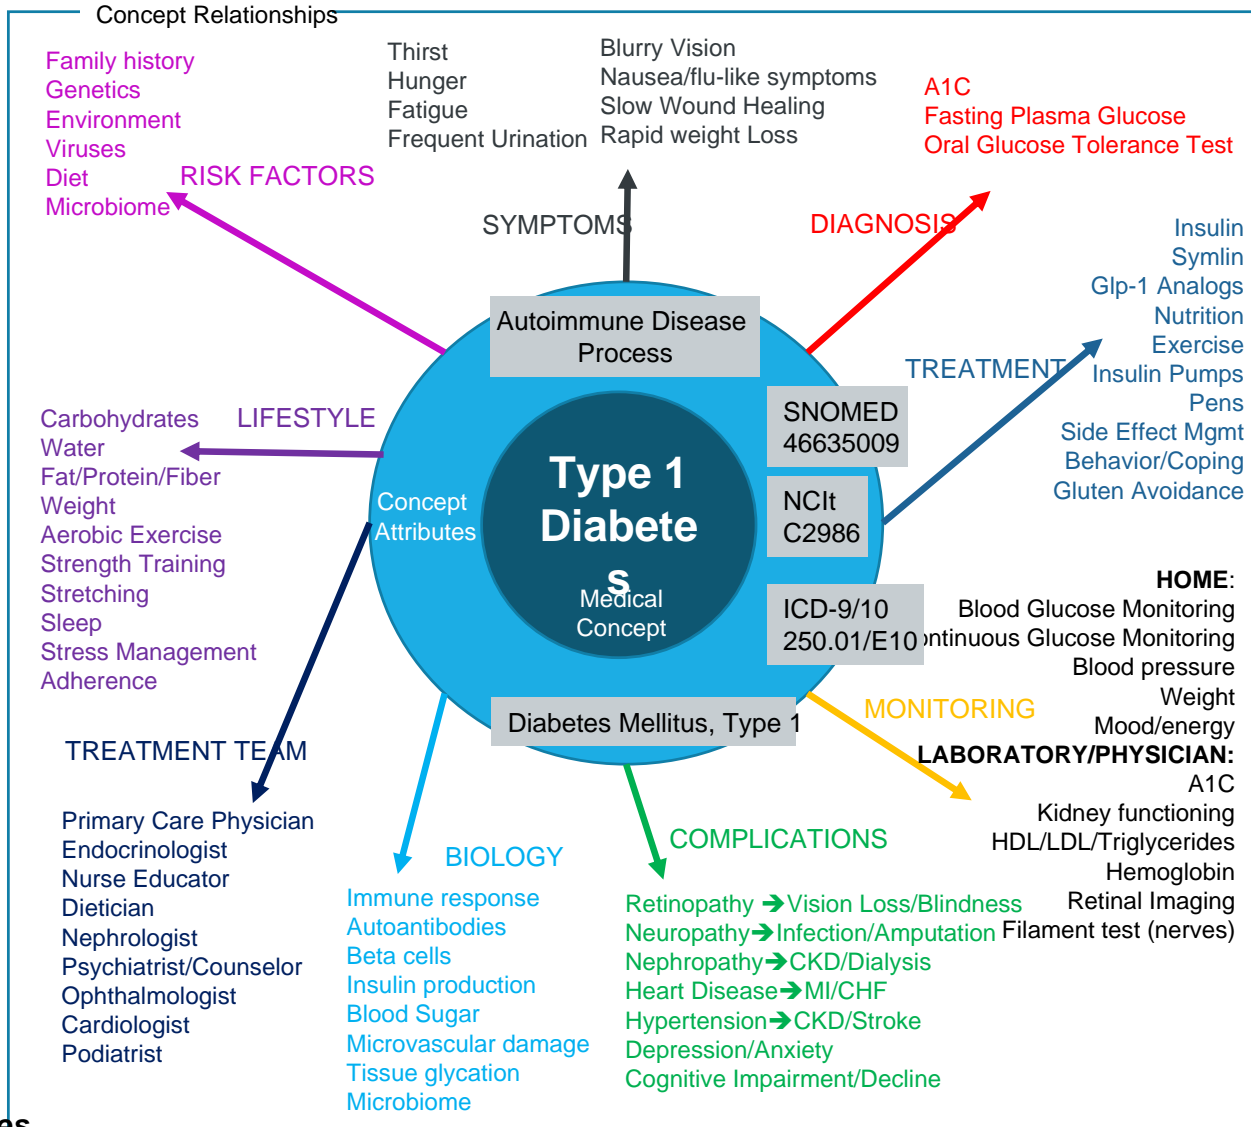 Concept Relationships
Family history
Genetics
Environment
Viruses
Diet
Microbiome
RISK FACTORS
Thirst
Hunger
Fatigue
Frequent Urination
Blurry Vision
Nausea/flu-like symptoms
Slow Wound Healing
Rapid weight Loss
SYMPTOMS
A1C
Fasting Plasma Glucose
Oral Glucose Tolerance Test
DIAGNOSIS
Insulin
Symlin
Glp-1 Analogs
Nutrition
Exercise
Insulin Pumps
Pens
Side Effect Mgmt
Behavior/Coping
Gluten Avoidance
TREATMENT
Autoimmune Disease
Process
SNOMED
46635009
NCIt
C2986
ICD-9/10
250.01/E10
Diabetes Mellitus, Type 1
Concept
Attributes
Type 1
Diabete
s
Medical
Concept
LIFESTYLE
Carbohydrates
Water
Fat/Protein/Fiber
Weight
Aerobic Exercise
Strength Training
Stretching
Sleep
Stress Management
Adherence
HOME:
Blood Glucose Monitoring
ontinuous Glucose Monitoring
Blood pressure
Weight
Mood/energy
LABORATORY/PHYSICIAN:
A1C
Kidney functioning
HDL/LDL/Triglycerides
Hemoglobin
Retinal Imaging
Filament test (nerves)
MONITORING
TREATMENT TEAM
Primary Care Physician
Endocrinologist
Nurse Educator
Dietician
Nephrologist
Psychiatrist/Counselor
Ophthalmologist
Cardiologist
Podiatrist
BIOLOGY
Immune response
Autoantibodies
Beta cells
Insulin production
Blood Sugar
Microvascular damage
Tissue glycation
Microbiome
COMPLICATIONS
Retinopathy ➔Vision Loss/Blindness
Neuropathy➔Infection/Amputation
Nephropathy➔CKD/Dialysis
Heart Disease➔MI/CHF
Hypertension➔CKD/Stroke
Depression/Anxiety
Cognitive Impairment/Decline